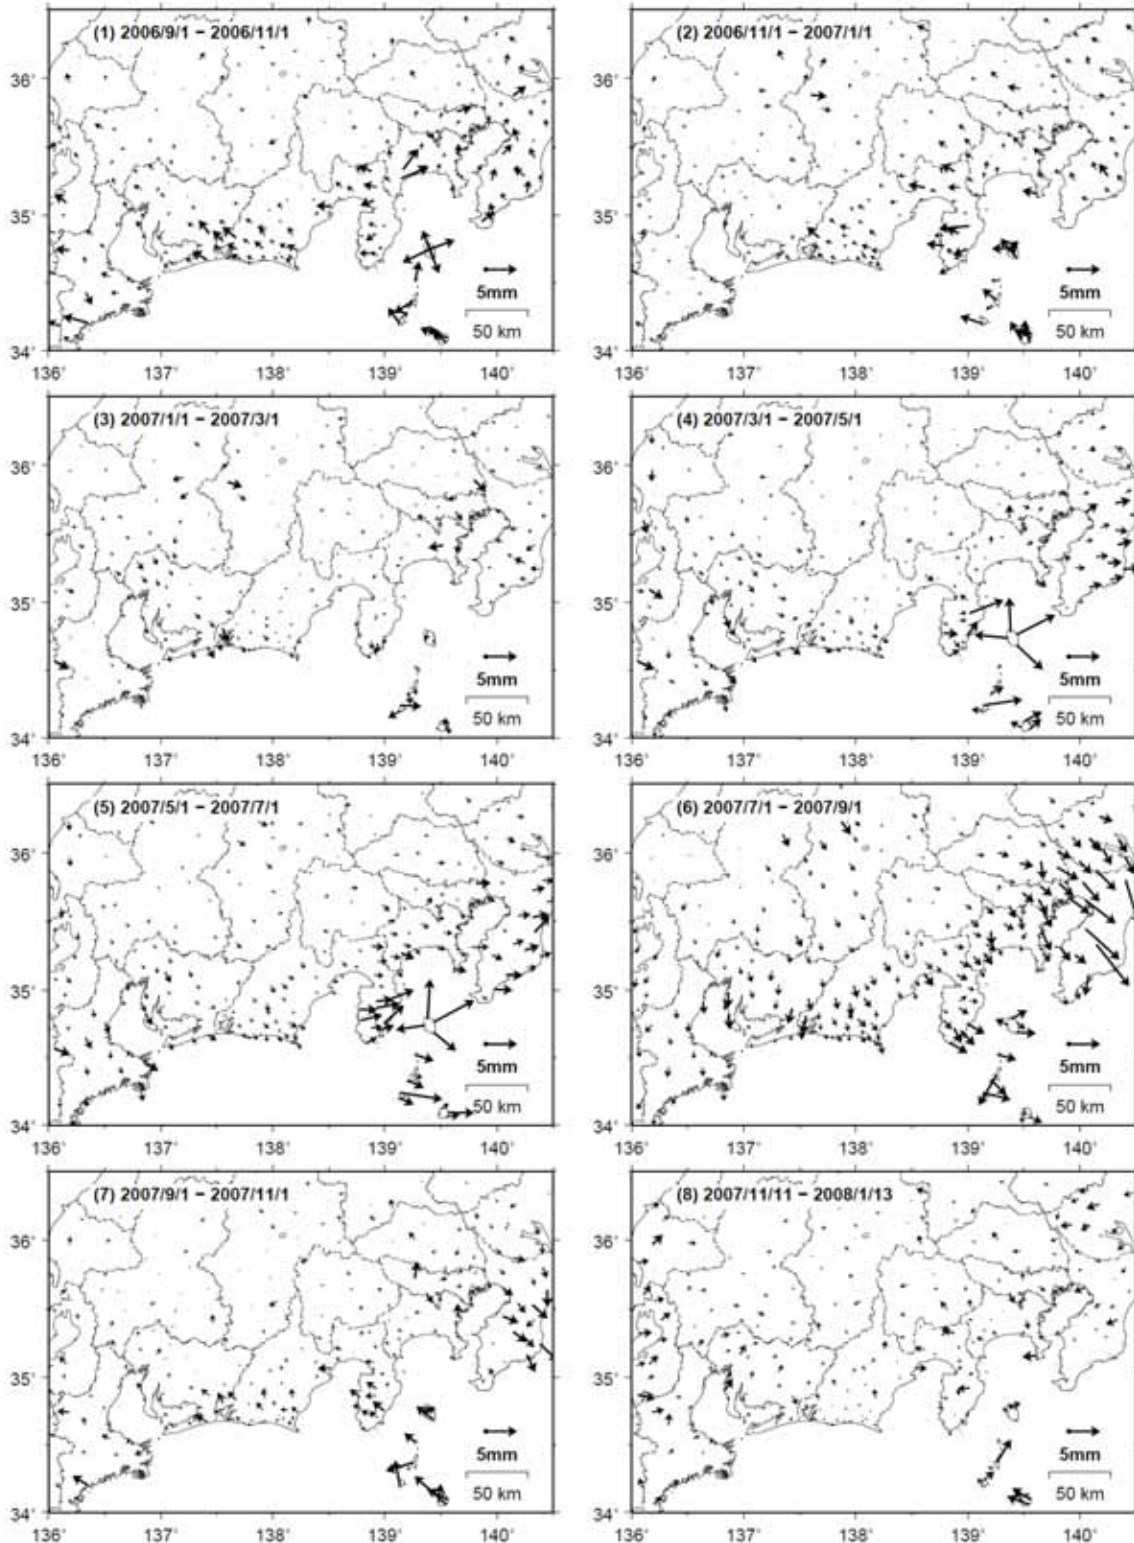 (1) 2006/9/1 − 2006/11/1
(2) 2006/11/1 − 2007/1/1
36˚
36˚
35˚
35˚
5mm
5mm
50 km
50 km
34˚
34˚
136˚ 137˚ 138˚ 139˚ 140˚
136˚ 137˚ 138˚ 139˚ 140˚
(3) 2007/1/1 − 2007/3/1
(4) 2007/3/1 − 2007/5/1
36˚
36˚
35˚
35˚
5mm
5mm
50 km
50 km
34˚
34˚
136˚ 137˚ 138˚ 139˚ 140˚
136˚ 137˚ 138˚ 139˚ 140˚
(5) 2007/5/1 − 2007/7/1
(6) 2007/7/1 − 2007/9/1
36˚
36˚
35˚
35˚
5mm
5mm
50 km
50 km
34˚
34˚
136˚ 137˚ 138˚ 139˚ 140˚
136˚ 137˚ 138˚ 139˚ 140˚
(7) 2007/9/1 − 2007/11/1
(8) 2007/11/11 − 2008/1/13
36˚
36˚
35˚
35˚
5mm
5mm
50 km
50 km
34˚
34˚
136˚ 137˚ 138˚ 139˚ 140˚
136˚ 137˚ 138˚ 139˚ 140˚